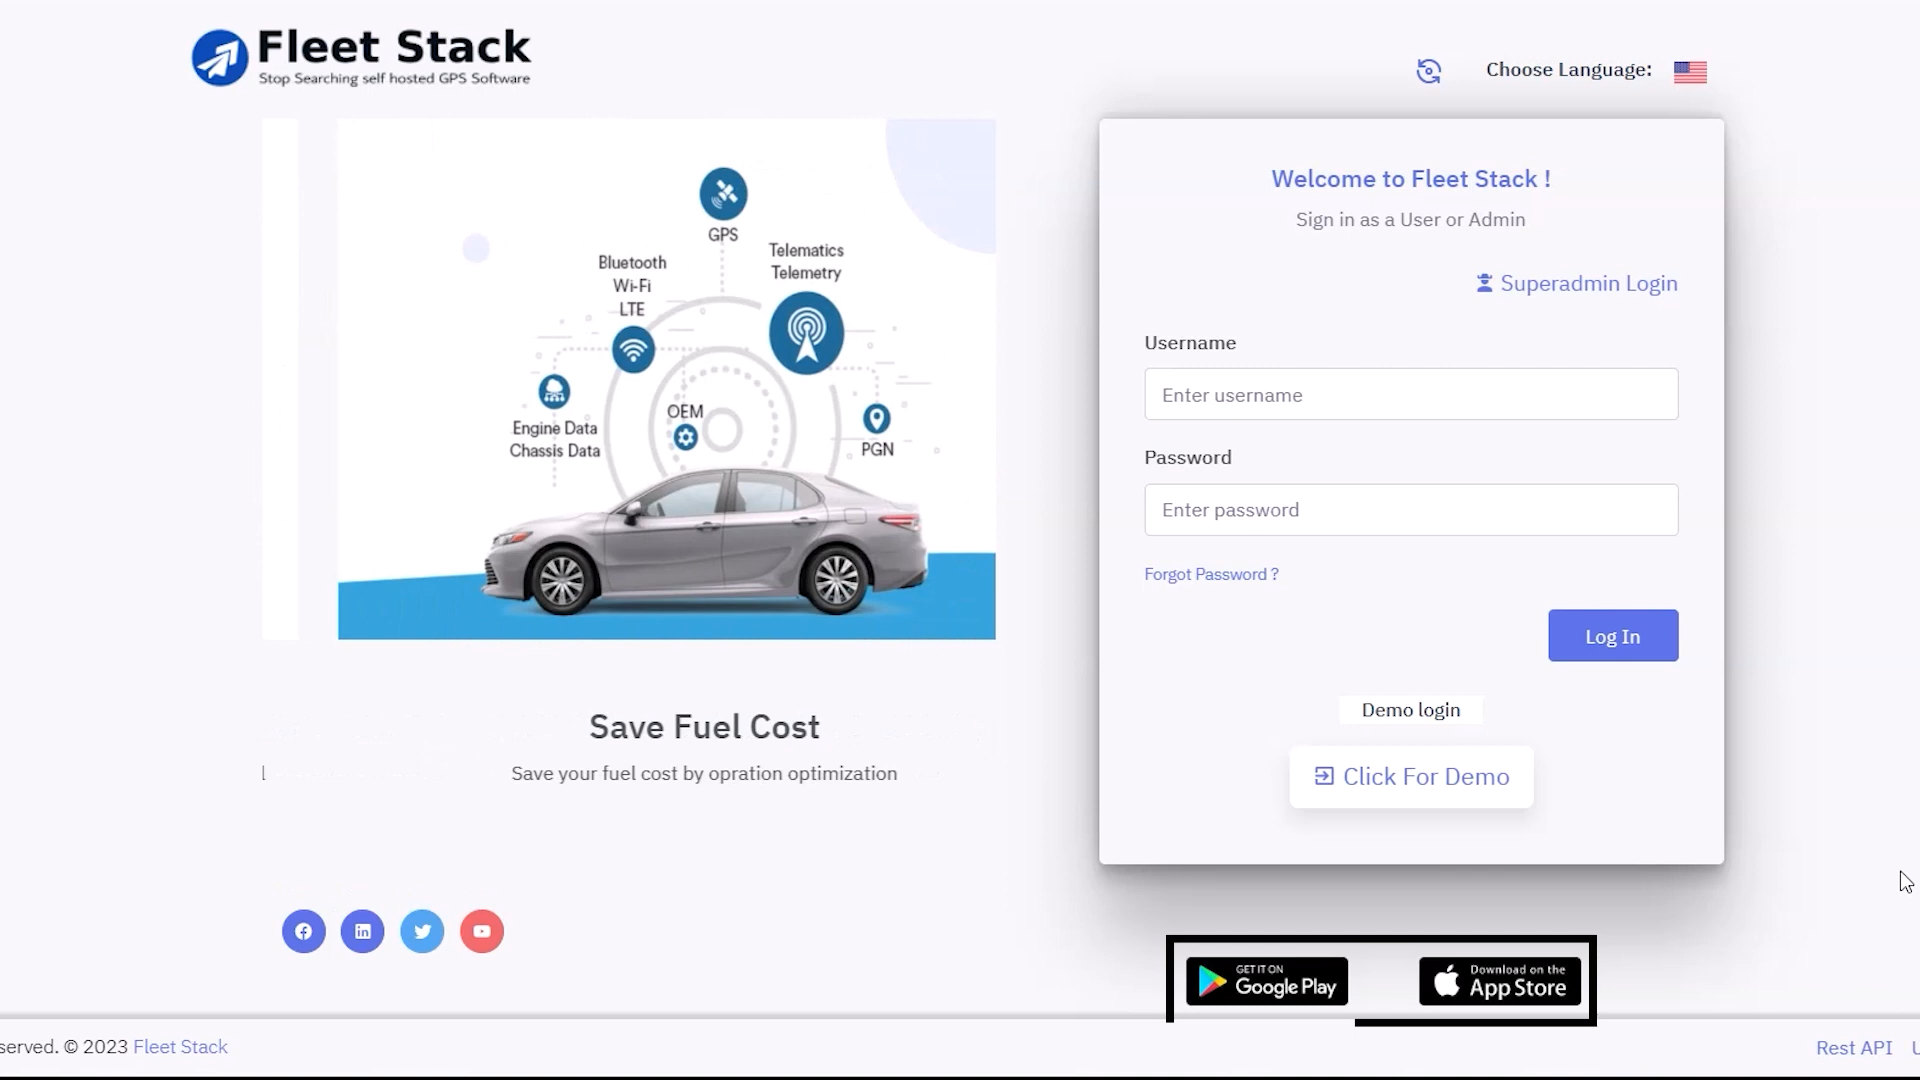 Fleet Stack
Stop Searching self hosted GPS Software
Choose Language:
GPS
Telematics
Telemetry
Bluetooth
Wi-Fi
LTE
OEM
Engine Data
Chassis Data
PGN
Save Fuel Cost
Save your fuel cost by opration optimization
l
Welcome to Fleet Stack !
Sign in as a User or Admin
Superadmin Login
Username
Enter username
Password
Enter password
Forgot Password ?
Log In
Demo login
Click For Demo
GET IT ON
Google Play
Download on the
App Store
served. © 2023 Fleet Stack
Rest API U